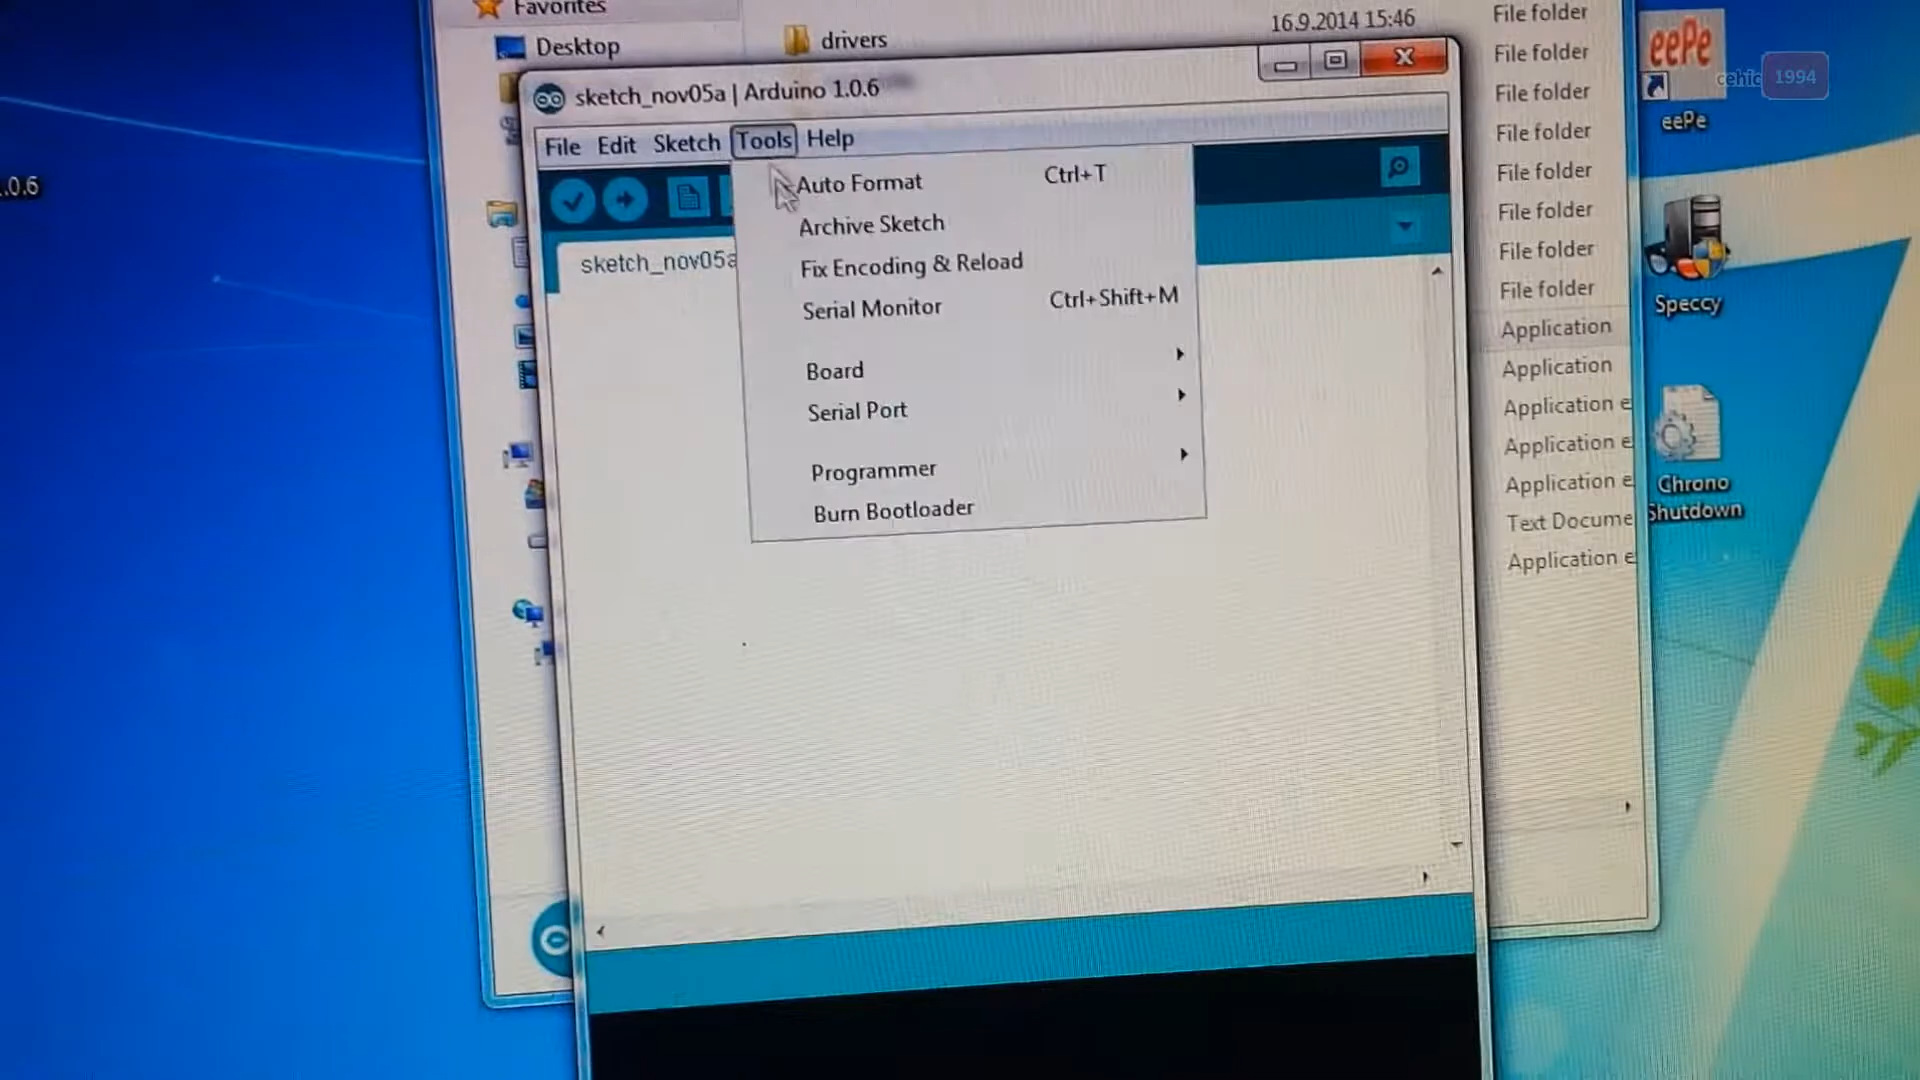 Favorites
Desktop
drivers
16.9.2014 15:46
File folder
File folder
File folder
File folder
File folder
File folder
File folder
File folder
Application
Application
Application e
Application e
Application e
Text Docume
Application e
.0.6
sketch_nov05a | Arduino 1.0.6
File Edit Sketch Tools Help
Auto Format Ctrl+T
Archive Sketch
Fix Encoding & Reload
Serial Monitor Ctrl+Shift+M
Board
Serial Port
Programmer
Burn Bootloader
sketch_nov05a
eePe
eePe
cehic 1994
Speccy
Chrono
Shutdown